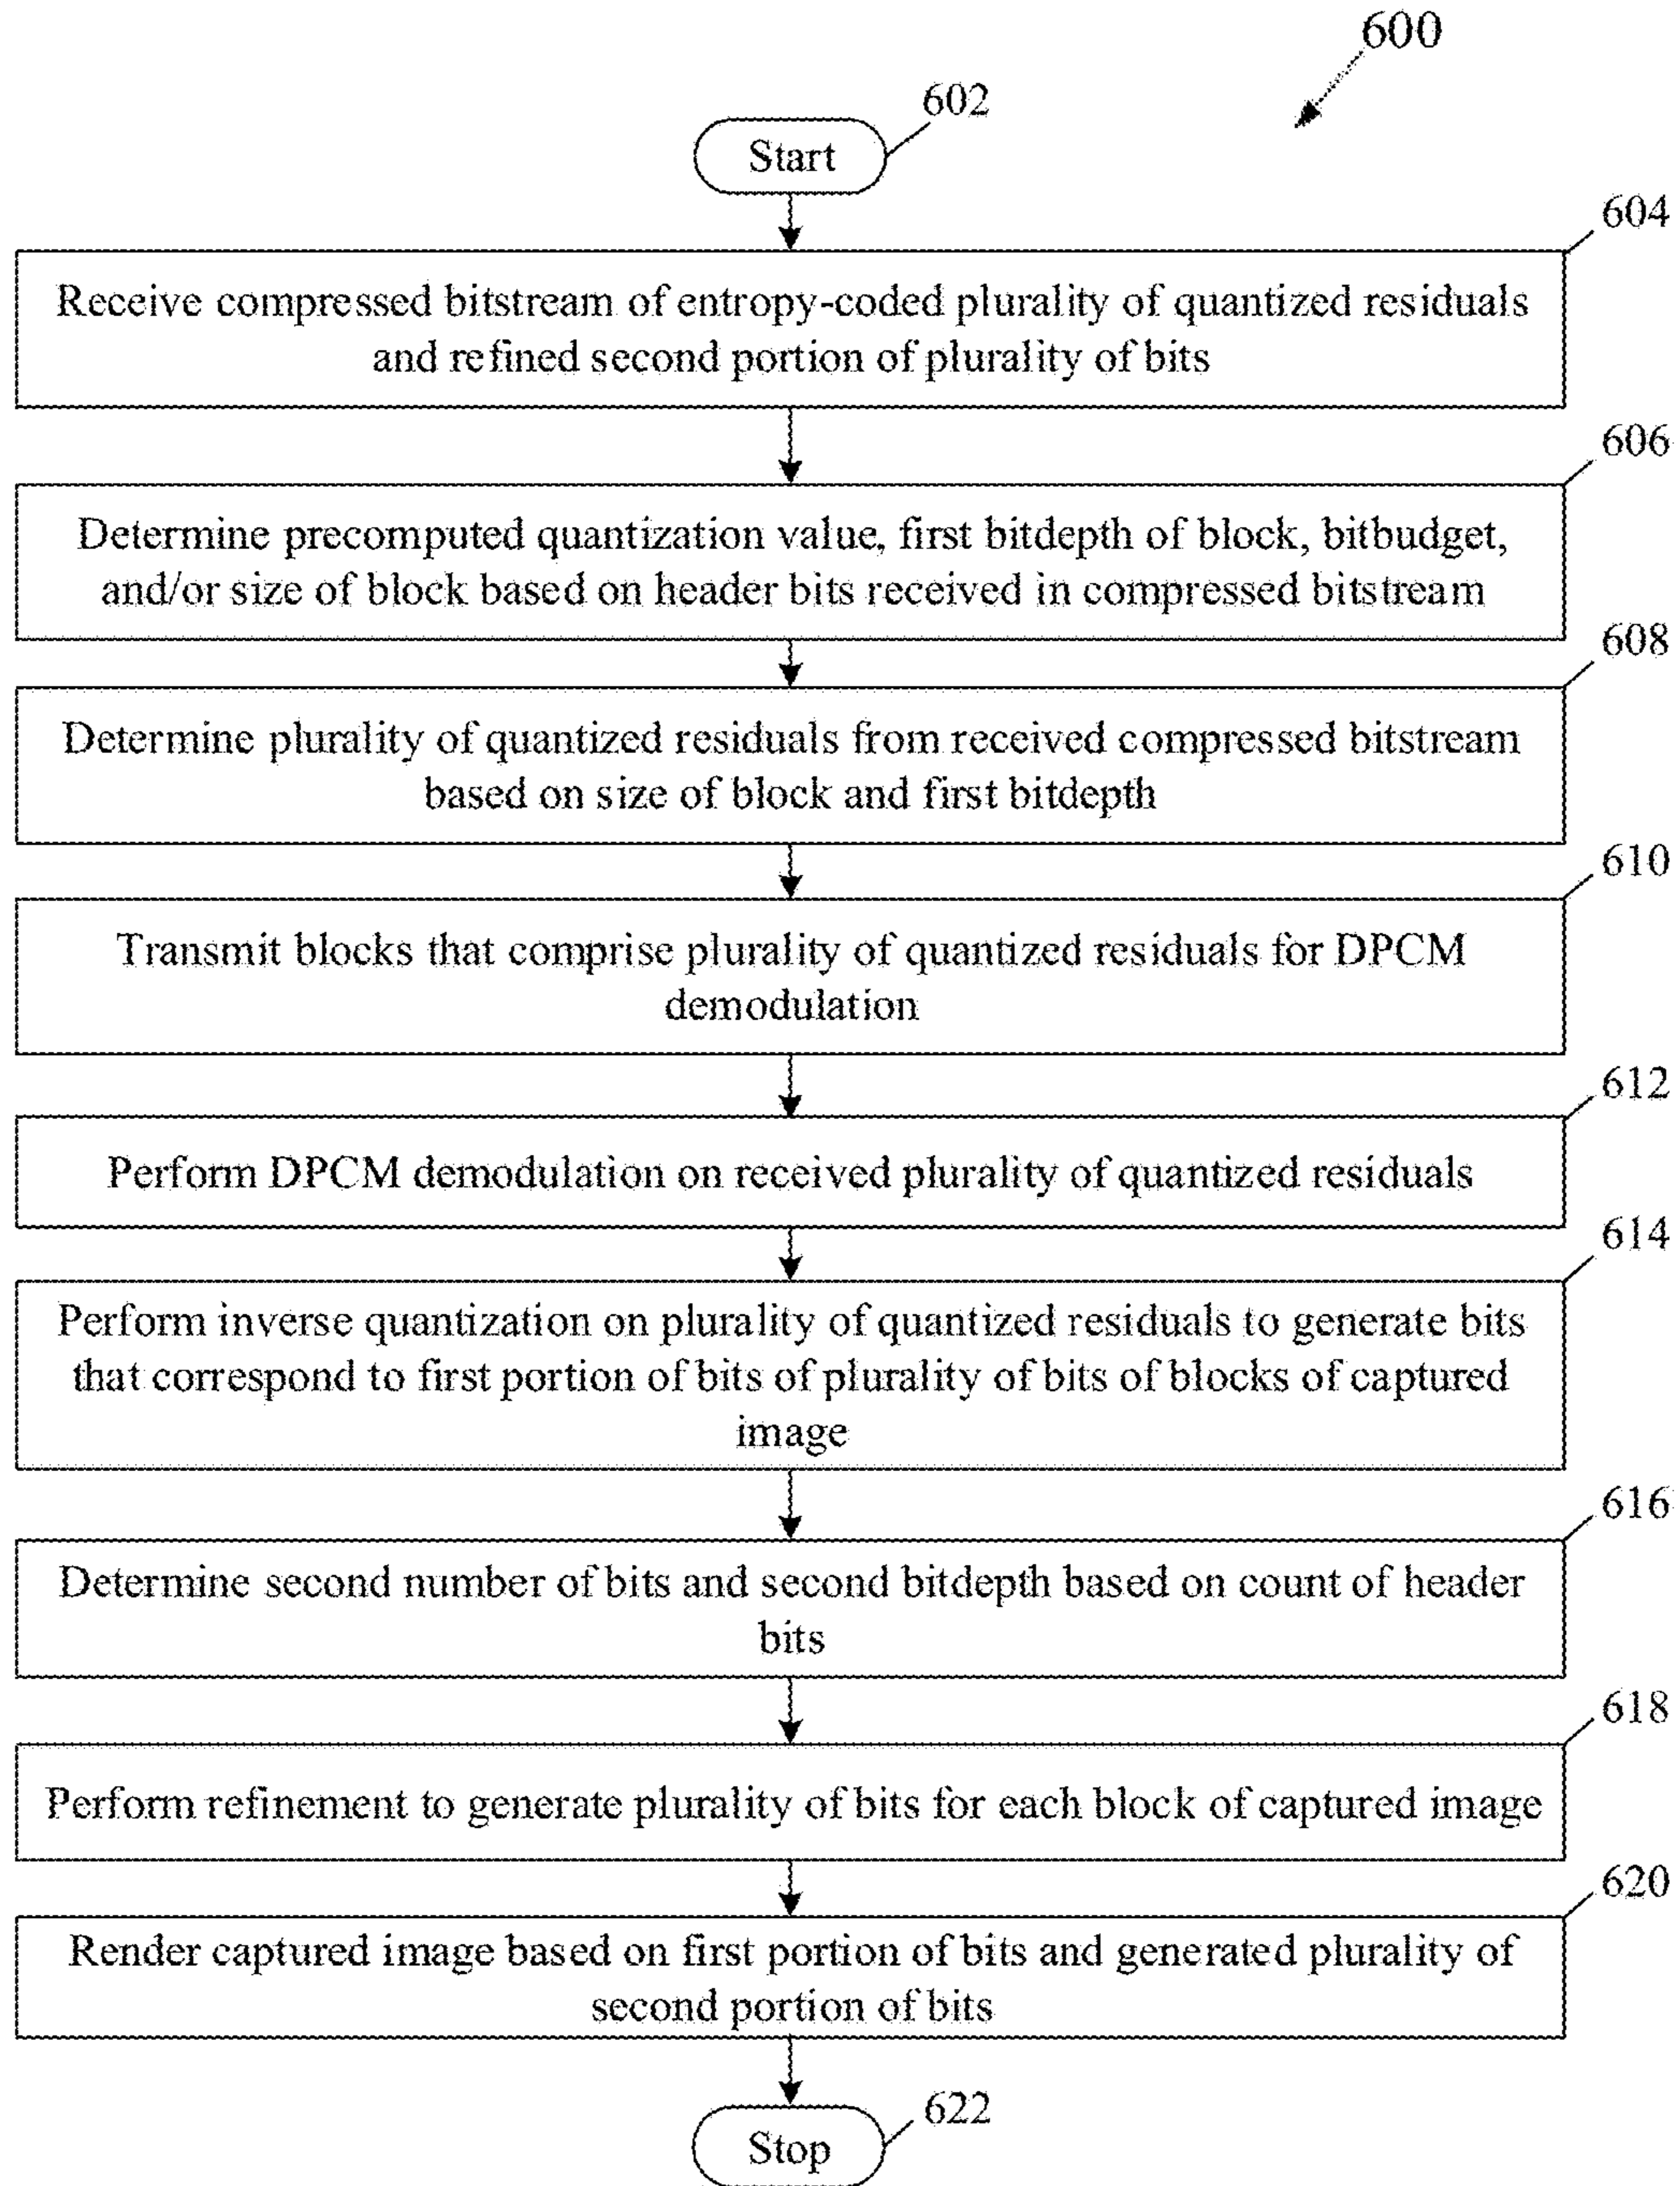 600
602
Start
604
Receive compressed bitstream of entropy-coded plurality of quantized residuals
and refined second portion of plurality of bits
606
Determine precomputed quantization value, first bitdepth of block, bitbudget,
and/or size of block based on header bits received in compressed bitstream
608
Determine plurality of quantized residuals from received compressed bitstream
based on size of block and first bitdepth
610
Transmit blocks that comprise plurality of quantized residuals for DPCM
demodulation
612
Perform DPCM demodulation on received plurality of quantized residuals
614
Perform inverse quantization on plurality of quantized residuals to generate bits
that correspond to first portion of bits of plurality of bits of blocks of captured
image
616
Determine second number of bits and second bitdepth based on count of header
bits
618
Perform refinement to generate plurality of bits for each block of captured image
620
Render captured image based on first portion of bits and generated plurality of
second portion of bits
622
Stop